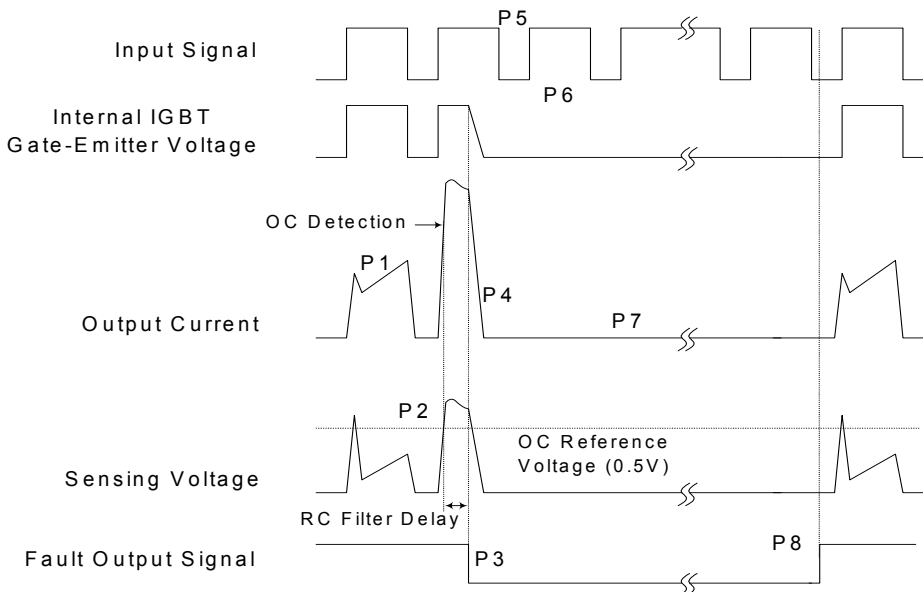 P5
Input Signal
P6
Internal IGBT
Gate-Emitter Voltage
OC Detection
P1
P4
Output Current
P7
P2
OC Reference
Voltage (0.5V)
Sensing Voltage
RC Filter Delay
Fault Output Signal
P3
P8